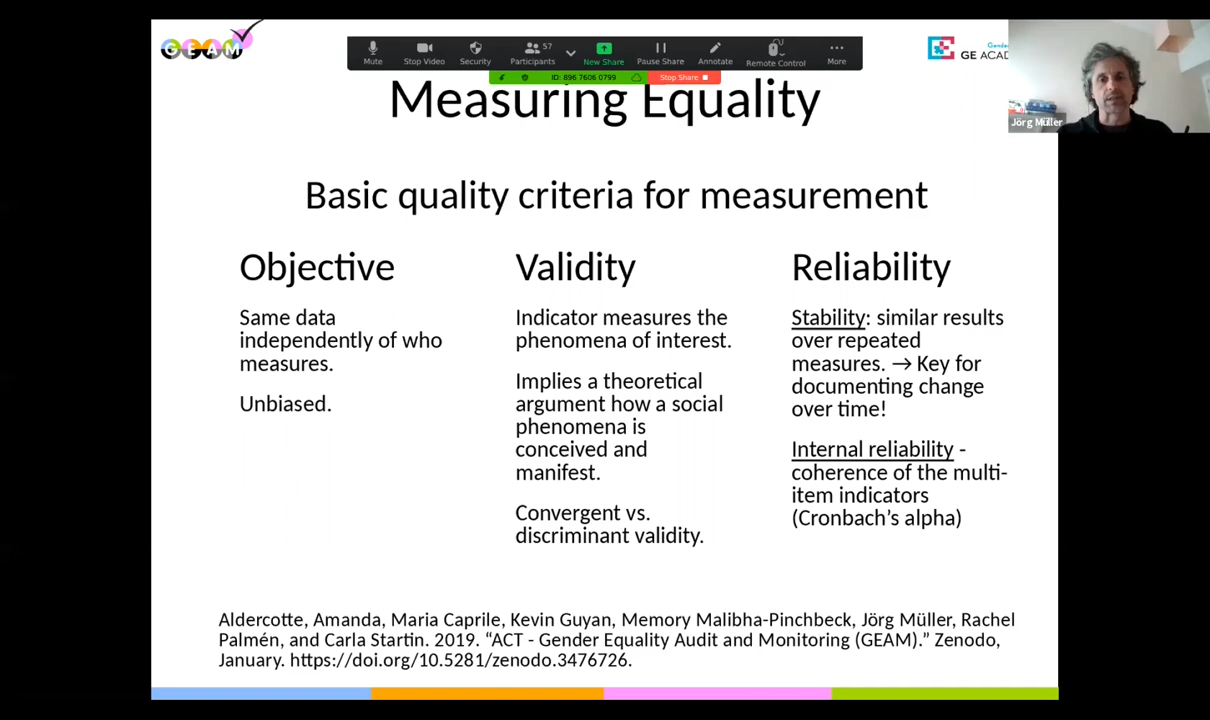 GEAM
Mute
Stop Video
Security
Participants
57
New Share
Pause Share
Annotate
Remote Control
More
ID: 896 7606 0799
Stop Share
GE ACAD
Jörg Müller
Measuring Equality
Basic quality criteria for measurement
Objective
Same data
independently of who
measures.
Unbiased.
Validity
Indicator measures the
phenomena of interest.
Implies a theoretical
argument how a social
phenomena is
conceived and
manifest.
Convergent vs.
discriminant validity.
Reliability
Stability: similar results
over repeated
measures. → Key for
documenting change
over time!
Internal reliability -
coherence of the multi-
item indicators
(Cronbach’s alpha)
Aldercotte, Amanda, Maria Caprile, Kevin Guyan, Memory Malibha-Pinchbeck, Jörg Müller, Rachel
Palmén, and Carla Startin. 2019. “ACT - Gender Equality Audit and Monitoring (GEAM).” Zenodo,
January. https://doi.org/10.5281/zenodo.3476726.